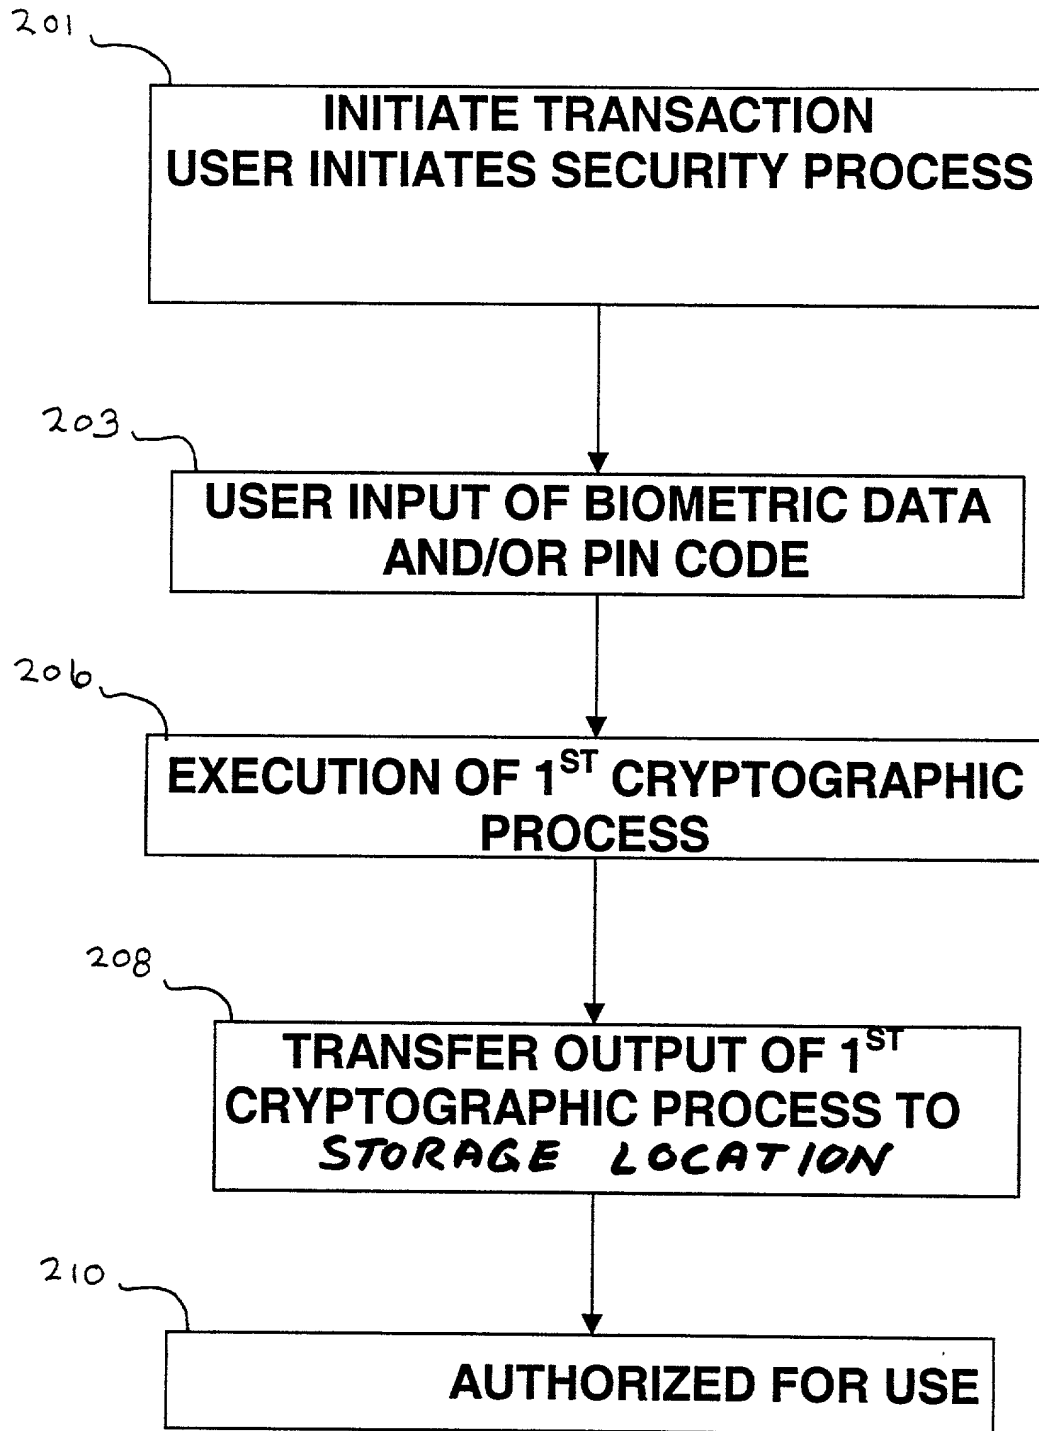 201
INITIATE TRANSACTION
USER INITIATES SECURITY PROCESS
203
USER INPUT OF BIOMETRIC DATA
AND/OR PIN CODE
206
EXECUTION OF 1ST CRYPTOGRAPHIC
PROCESS
208
TRANSFER OUTPUT OF 1ST
CRYPTOGRAPHIC PROCESS TO
STORAGE LOCATION
210
AUTHORIZED FOR USE